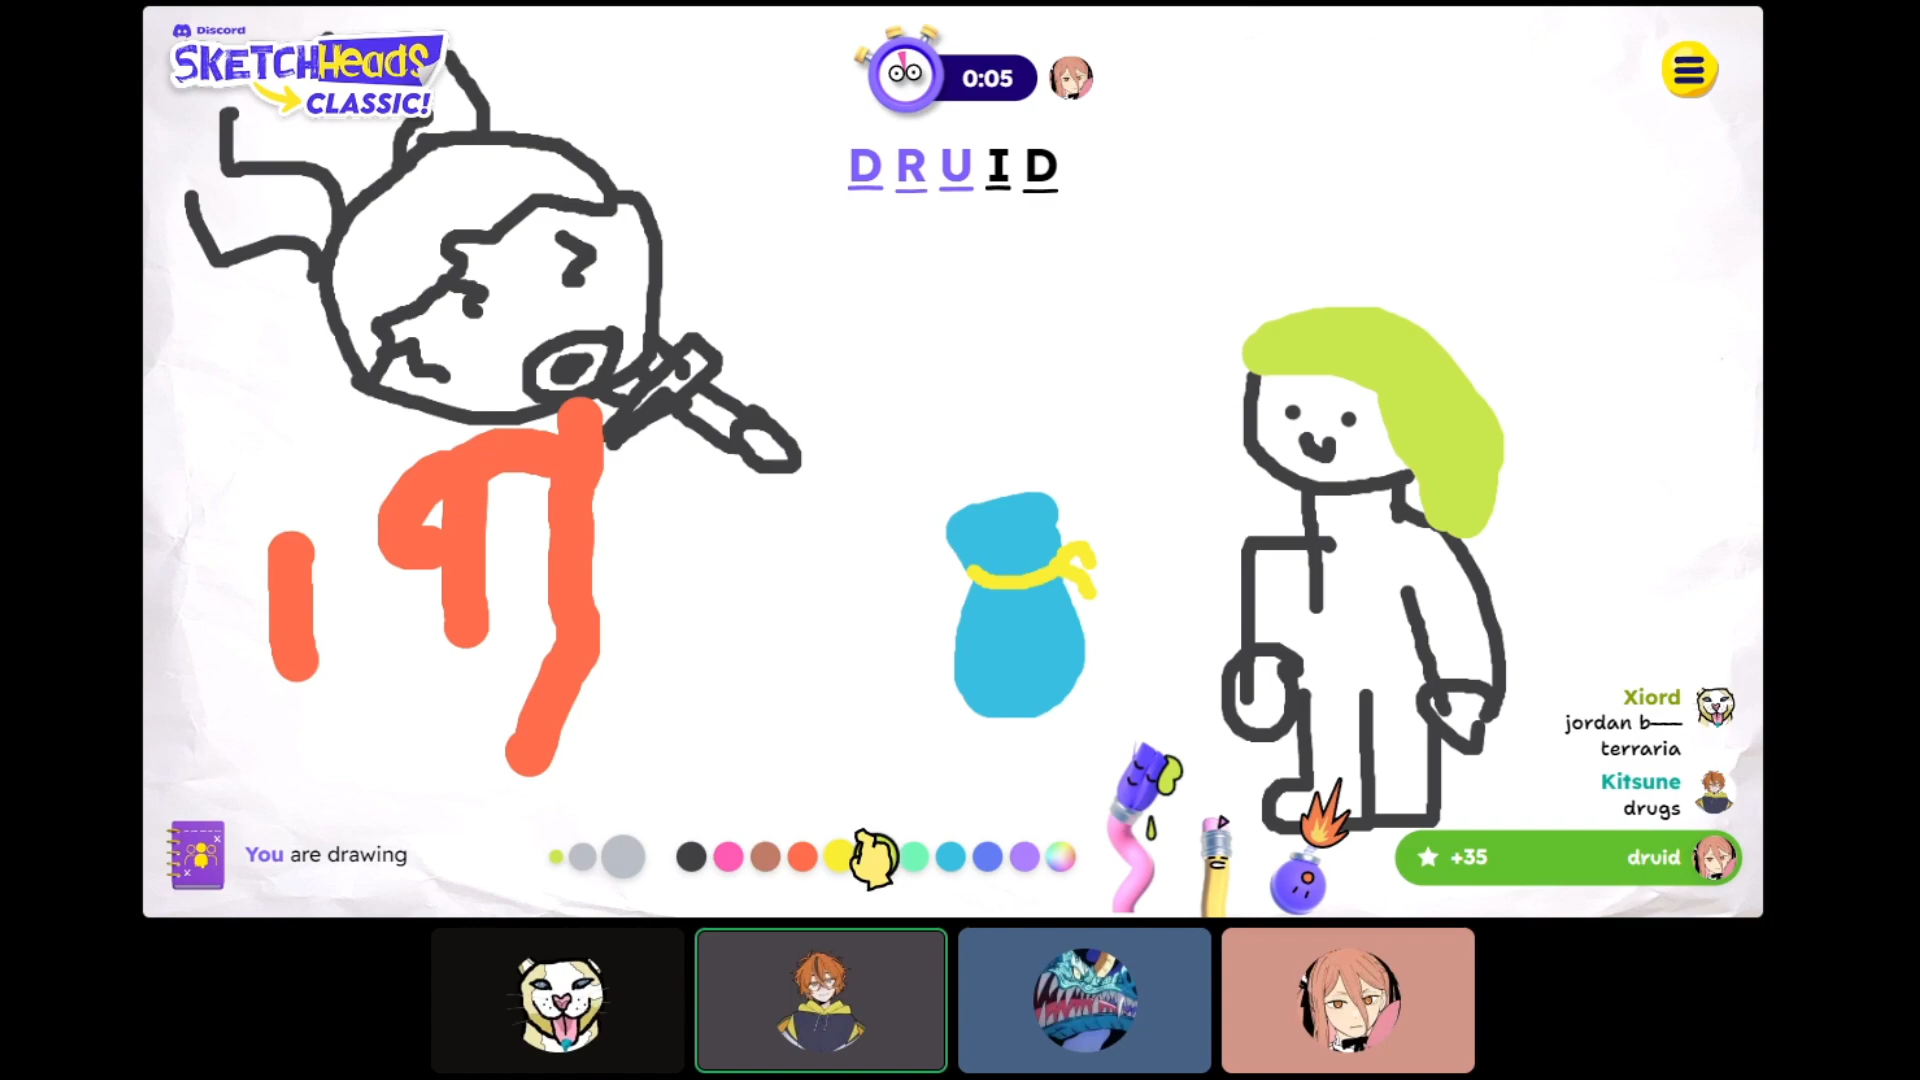 Discord
SKETCHHeads
CLASSIC!
0:05
DRUID
Xiord
jordan b——
terraria
Kitsune
drugs
You are drawing
+35 druid